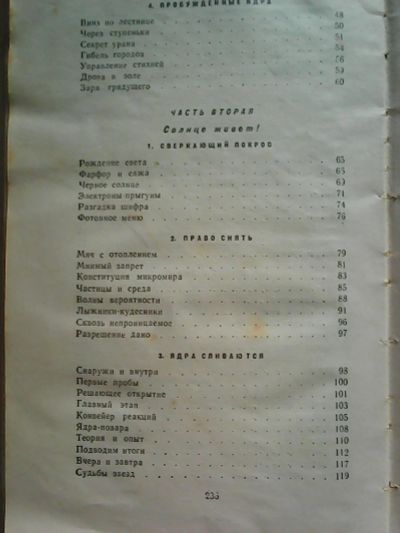 4. ПРОБУЖДЕННЫЕ ЯДРА
Вниз по лестнице 48
Через ступеньки 50
Секрет урана 51
Гибель городов 54
Управление стихией 56
Дрова в золе 59
Заря грядущего 60
ЧАСТЬ ВТОРАЯ
Солнце живет!
1. СВЕРКАЮЩИЙ ПОКРОВ
Рождение света 65
Фарфор и сажа 68
Черное солнце 69
Электроны-прыгуны 71
Разгадка шифра 74
Фотонное меню 76
2. ПРАВО СИЯТЬ
Мяч с отоплением 79
Мнимый запрет 81
Конституция микромира 83
Частицы и среда 85
Волны вероятности 88
Лыжники-кудесники 91
Сквозь непроницаемое 96
Разрешение дано 97
3. ЯДРА СЛИВАЮТСЯ
Снаружи и внутри 98
Первые пробы 100
Решающее открытие 101
Главный этап 103
Конвейер реакций 105
Ядра-повара 108
Теория и опыт 110
Подводим итоги 112
Вчера и завтра 117
Судьбы звезд 119